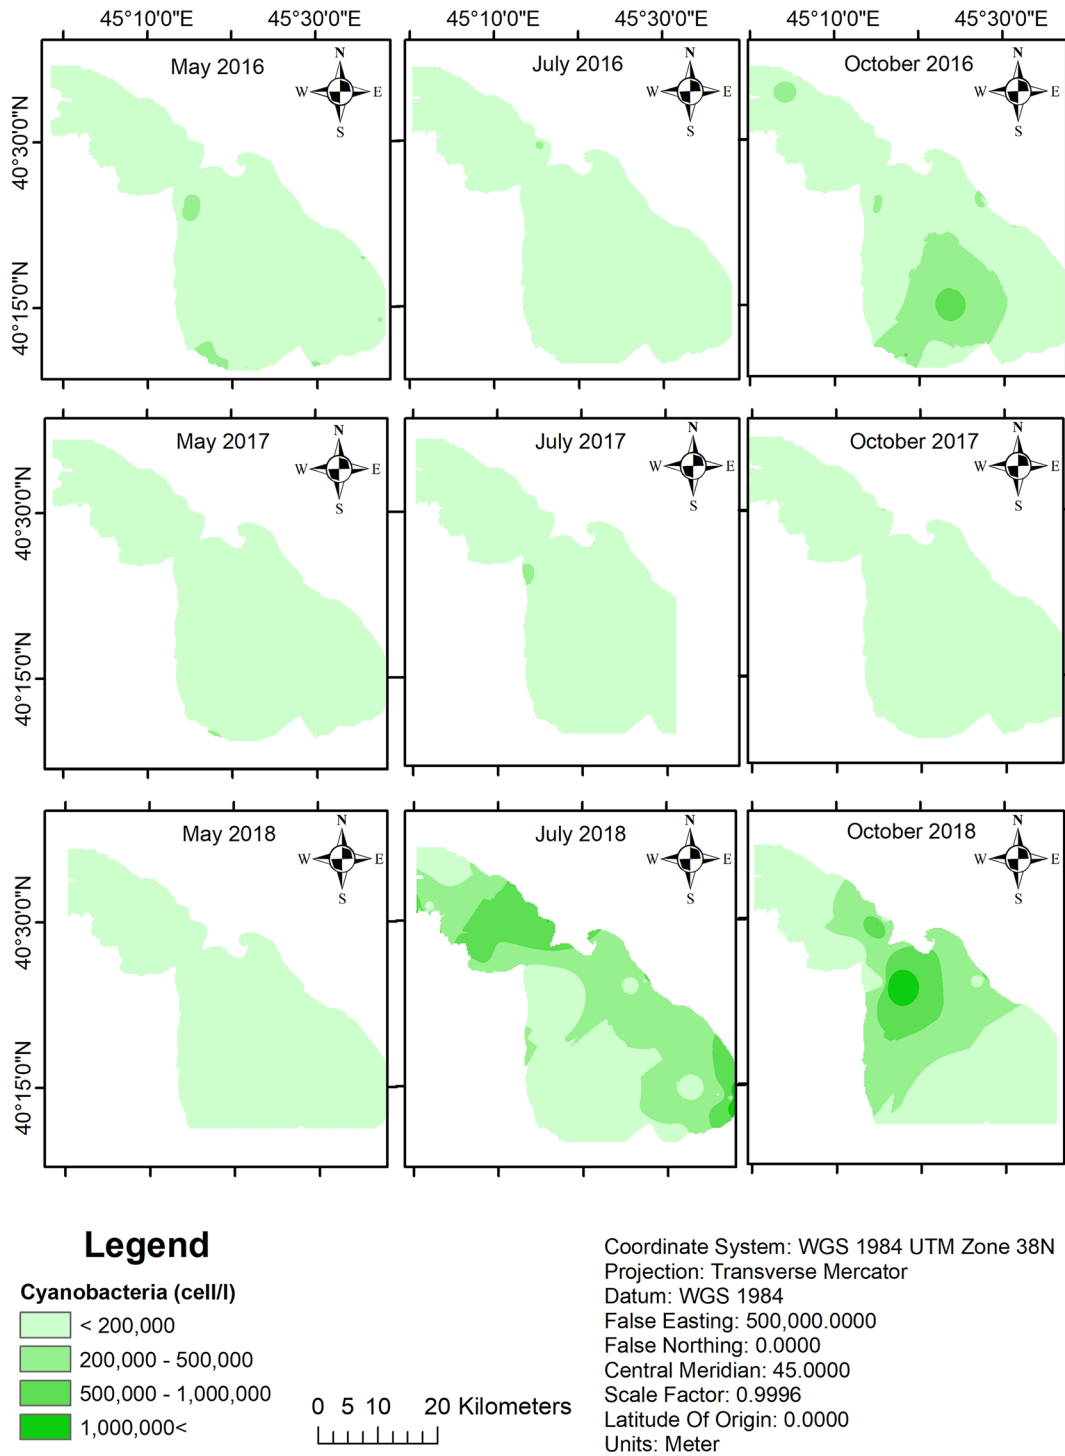 45°10'0"E 45°30'0"E 45°10'0"E 45°30'0"E 45°10'0"E 45°30'0"E
May 2016
N
W E
S
July 2016
N
W E
S
October 2016
N
W E
S
40°30'0"N
40°15'0"N
May 2017
N
W E
S
July 2017
N
W E
S
October 2017
N
W E
S
40°30'0"N
40°15'0"N
May 2018
N
W E
S
July 2018
N
W E
S
October 2018
N
W E
S
40°30'0"N
40°15'0"N
Legend
Cyanobacteria (cell/l)
< 200,000
200,000 - 500,000
500,000 - 1,000,000
1,000,000<
0 5 10 20 Kilometers
Coordinate System: WGS 1984 UTM Zone 38N
Projection: Transverse Mercator
Datum: WGS 1984
False Easting: 500,000.0000
False Northing: 0.0000
Central Meridian: 45.0000
Scale Factor: 0.9996
Latitude Of Origin: 0.0000
Units: Meter